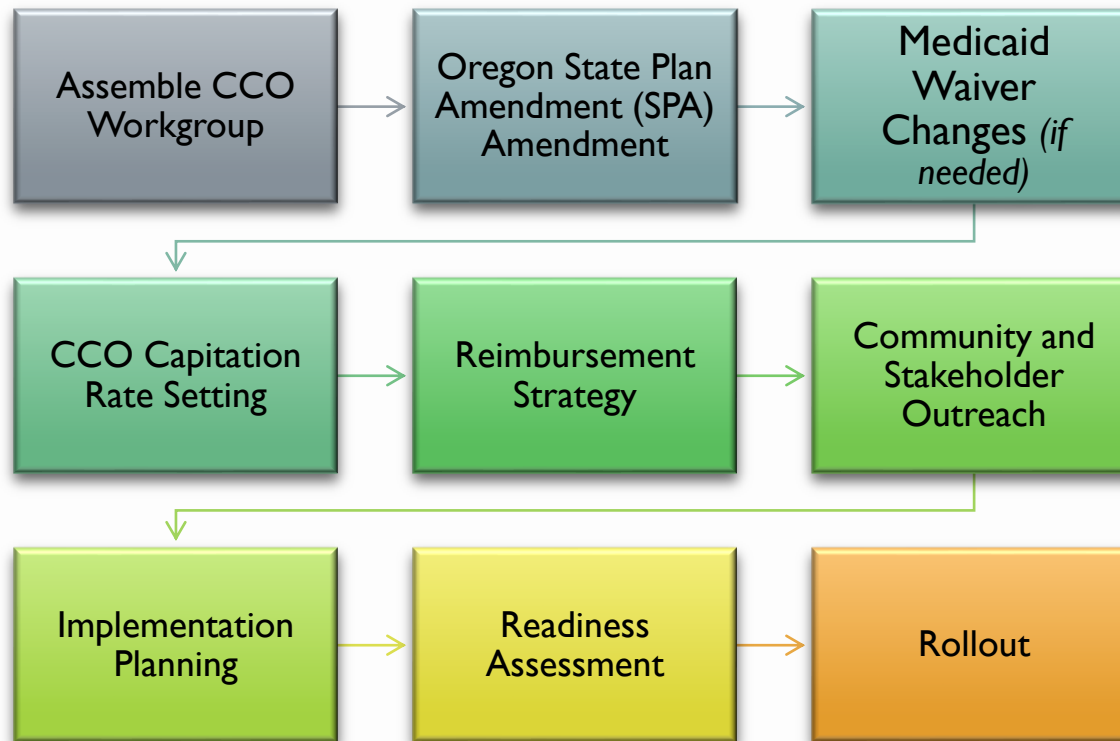 Assemble CCO
Workgroup
Oregon State Plan
Amendment (SPA)
Amendment
Medicaid
Waiver
Changes (if
needed)
CCO Capitation
Rate Setting
Reimbursement
Strategy
Community and
Stakeholder
Outreach
Implementation
Planning
Readiness
Assessment
Rollout